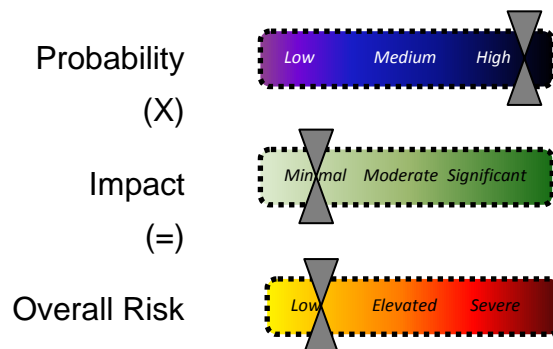 Probability
Low Medium High
(X)
Impact
Minimal Moderate Significant
(=)
Overall Risk
Low Elevated Severe